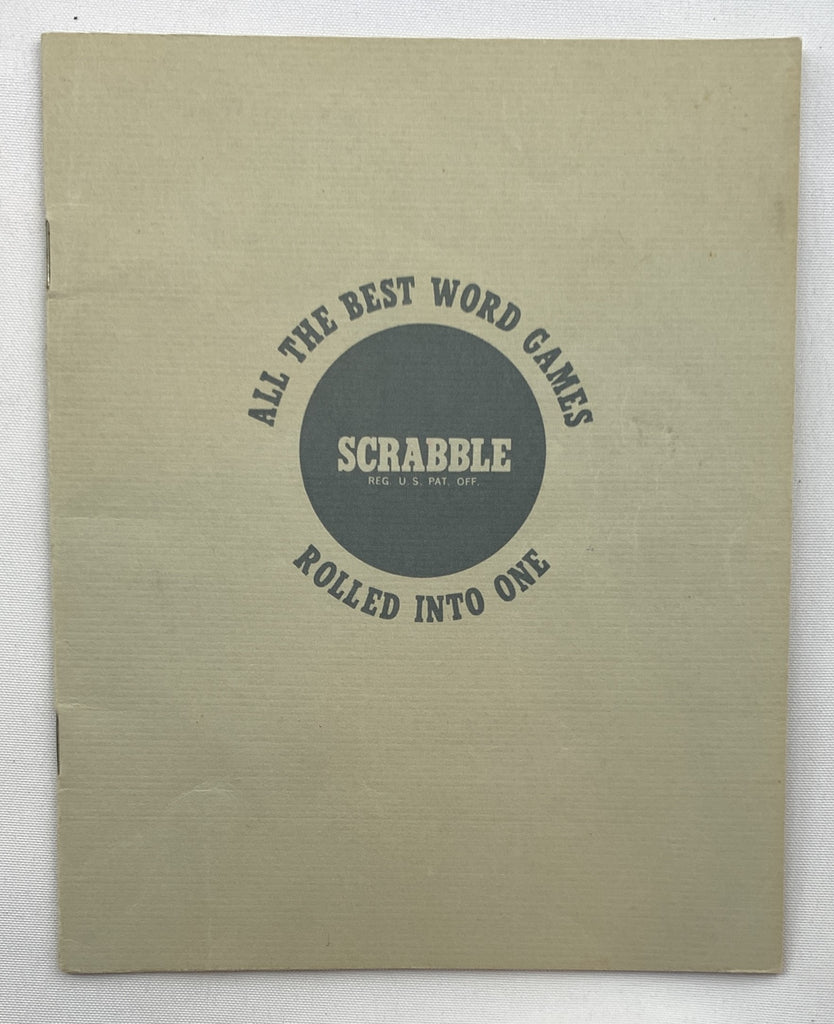 ALL THE BEST WORD GAMES
SCRABBLE
REG. U.S. PAT. OFF.
ROLLED INTO ONE